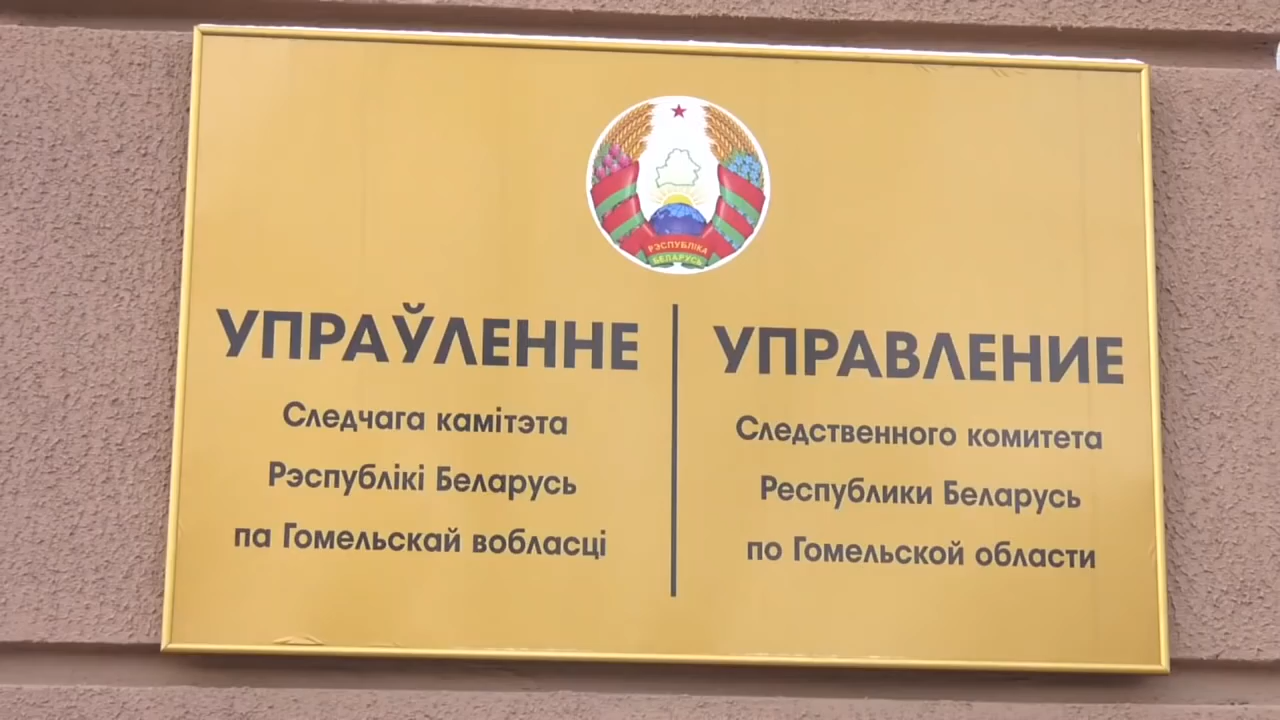 РЭСПУБЛІКА
БЕЛАРУСЬ
УПРАЎЛЕННЕ
Следчага камітэта
Рэспублікі Беларусь
па Гомельскай вобласці
УПРАВЛЕНИЕ
Следственного комитета
Республики Беларусь
по Гомельской области